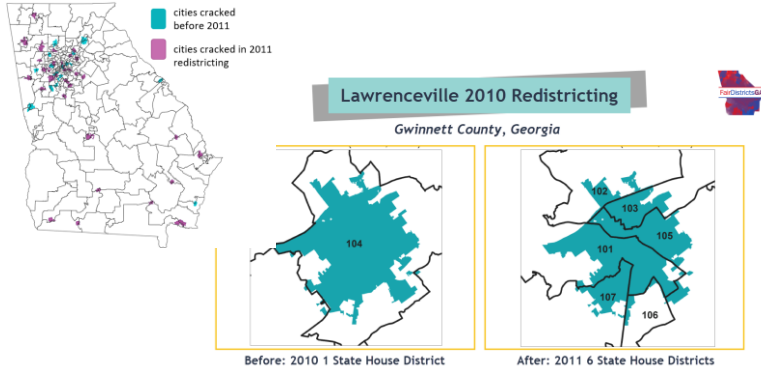 cities cracked
before 2011
cities cracked in 2011
redistricting
Lawrenceville 2010 Redistricting
FairDistrictsGA
Gwinnett County, Georgia
104
102
103
105
101
107
106
Before: 2010 1 State House District
After: 2011 6 State House Districts